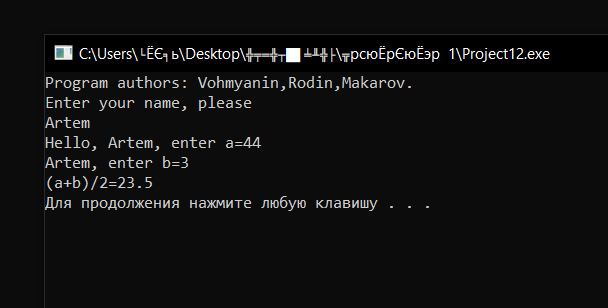 C:\Users\└ЁЄ╕ь\Desktop\╬╤═╬╤┬█ ╧╨╬├\╦рсюЁрЄюЁэр  1\Project12.exe
Program authors: Vohmyanin,Rodin,Makarov.
Enter your name, please
Artem
Hello, Artem, enter a=44
Artem, enter b=3
(a+b)/2=23.5
Для продолжения нажмите любую клавишу . . .